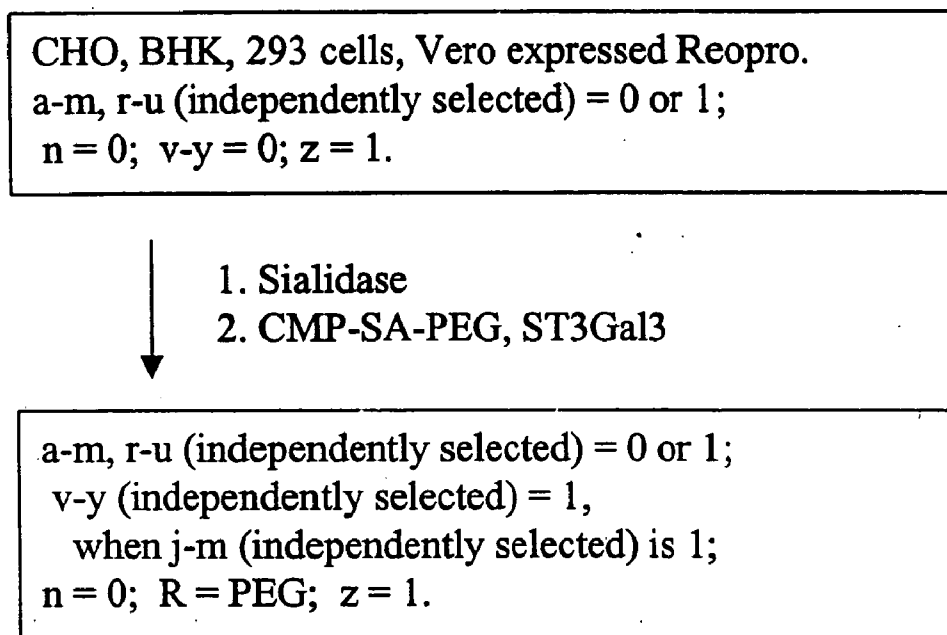 CHO, BHK, 293 cells, Vero expressed Reopro.
a-m, r-u (independently selected) = 0 or 1;
n = 0; v-y = 0; z = 1.
1. Sialidase
2. CMP-SA-PEG, ST3Gal3
a-m, r-u (independently selected) = 0 or 1;
v-y (independently selected) = 1,
when j-m (independently selected) is 1;
n = 0; R = PEG; z = 1.